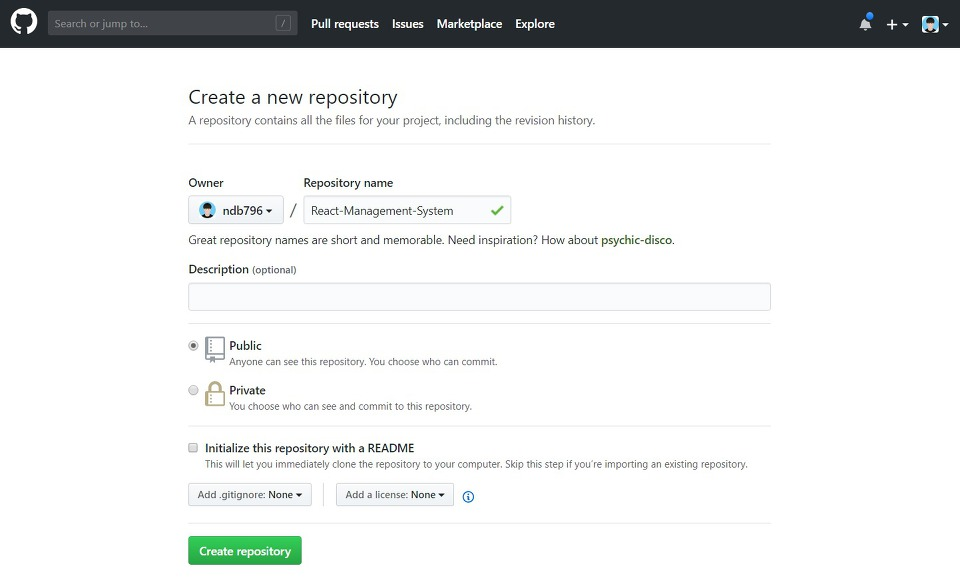 Search or jump to... / Pull requests Issues Marketplace Explore
Create a new repository
A repository contains all the files for your project, including the revision history.
Owner Repository name
ndb796 / React-Management-System
Great repository names are short and memorable. Need inspiration? How about psychic-disco.
Description (optional)
Public
Anyone can see this repository. You choose who can commit.
Private
You choose who can see and commit to this repository.
Initialize this repository with a README
This will let you immediately clone the repository to your computer. Skip this step if you're importing an existing repository.
Add .gitignore: None Add a license: None
Create repository